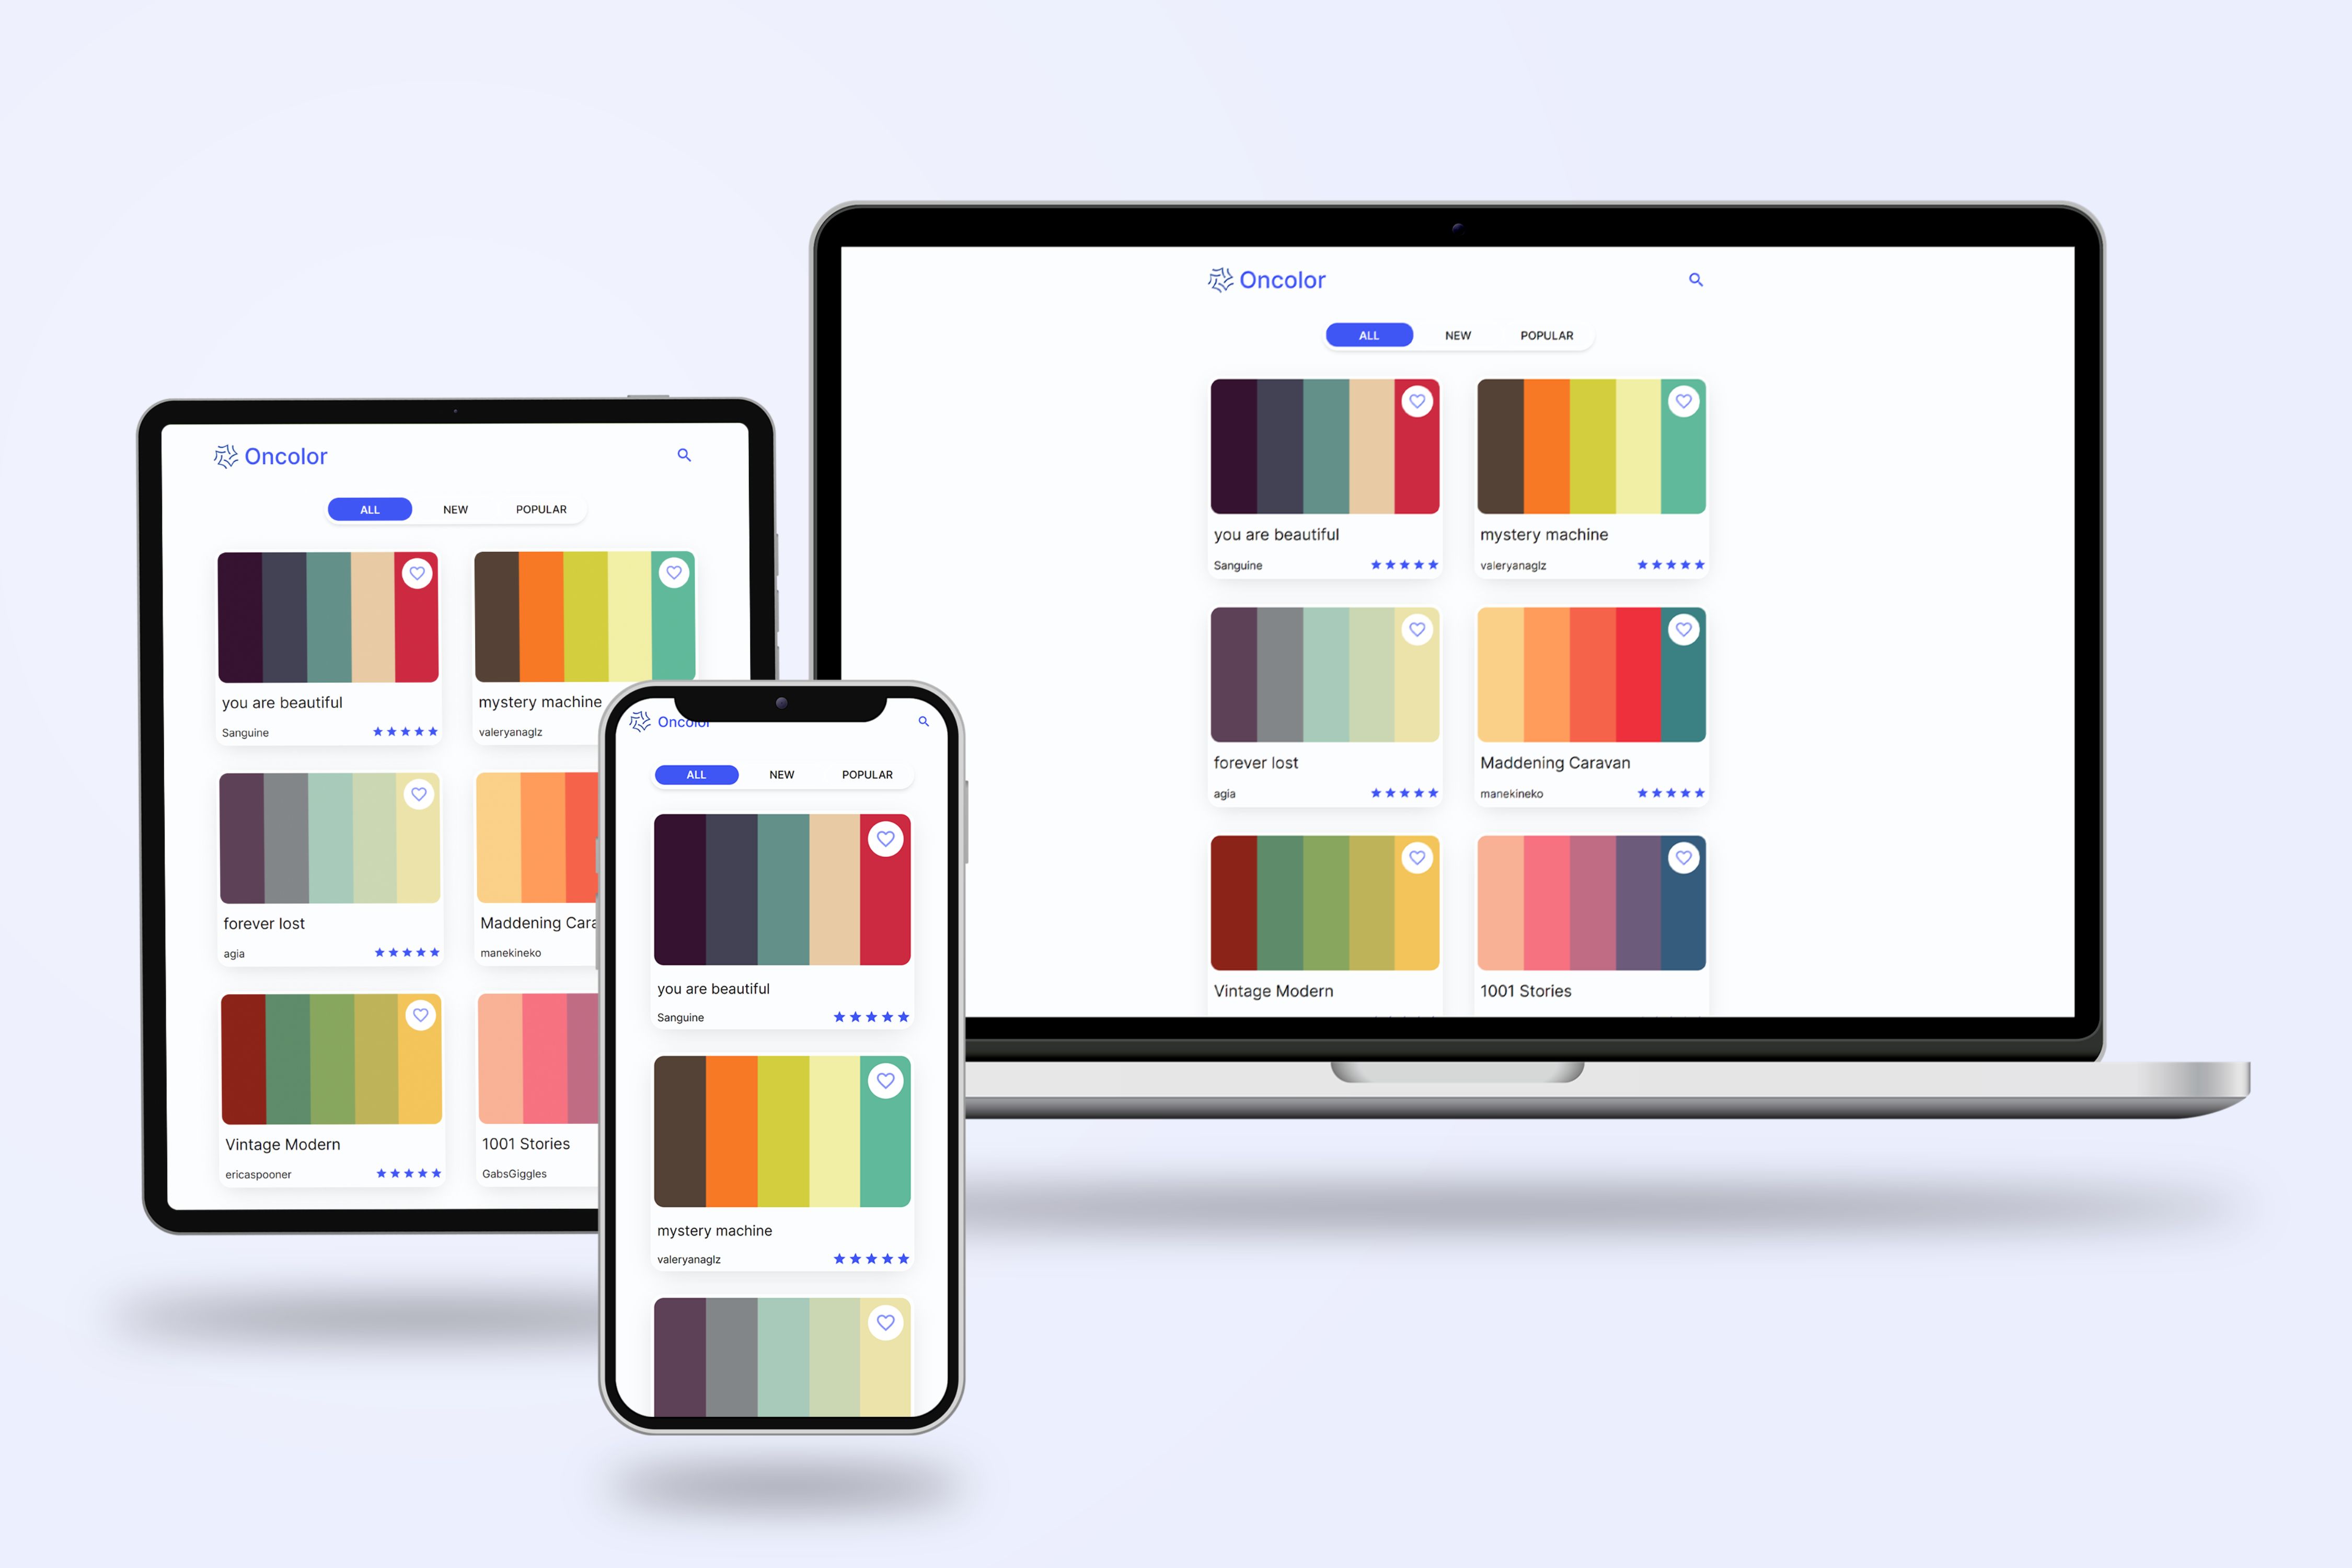 Oncolor
ALL NEW POPULAR
you are beautiful mystery machine
Sanguine valeryanaglz
forever lost Maddening Caravan
agia manekineko
Vintage Modern 1001 Stories
Oncolor
ALL NEW POPULAR
you are beautiful mystery machine
Sanguine valeryanaglz
forever lost Maddening Cara
agia manekineko
Vintage Modern 1001 Stories
ericaspooner GabsGiggles
Oncolor
ALL NEW POPULAR
you are beautiful
Sanguine
mystery machine
valeryanaglz